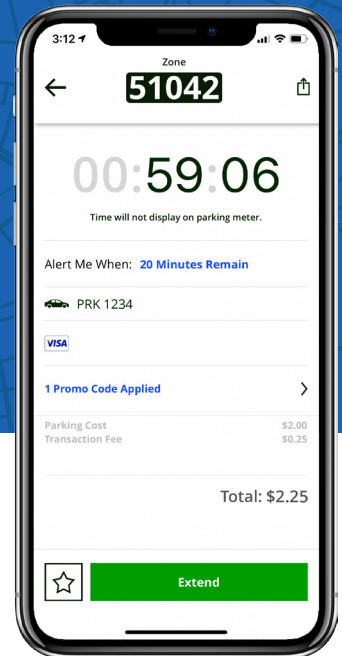 3:12
Zone
51042
00:59:06
Time will not display on parking meter.
Alert Me When: 20 Minutes Remain
PRK 1234
VISA
1 Promo Code Applied
Parking Cost $2.00
Transaction Fee $0.25
Total: $2.25
Extend